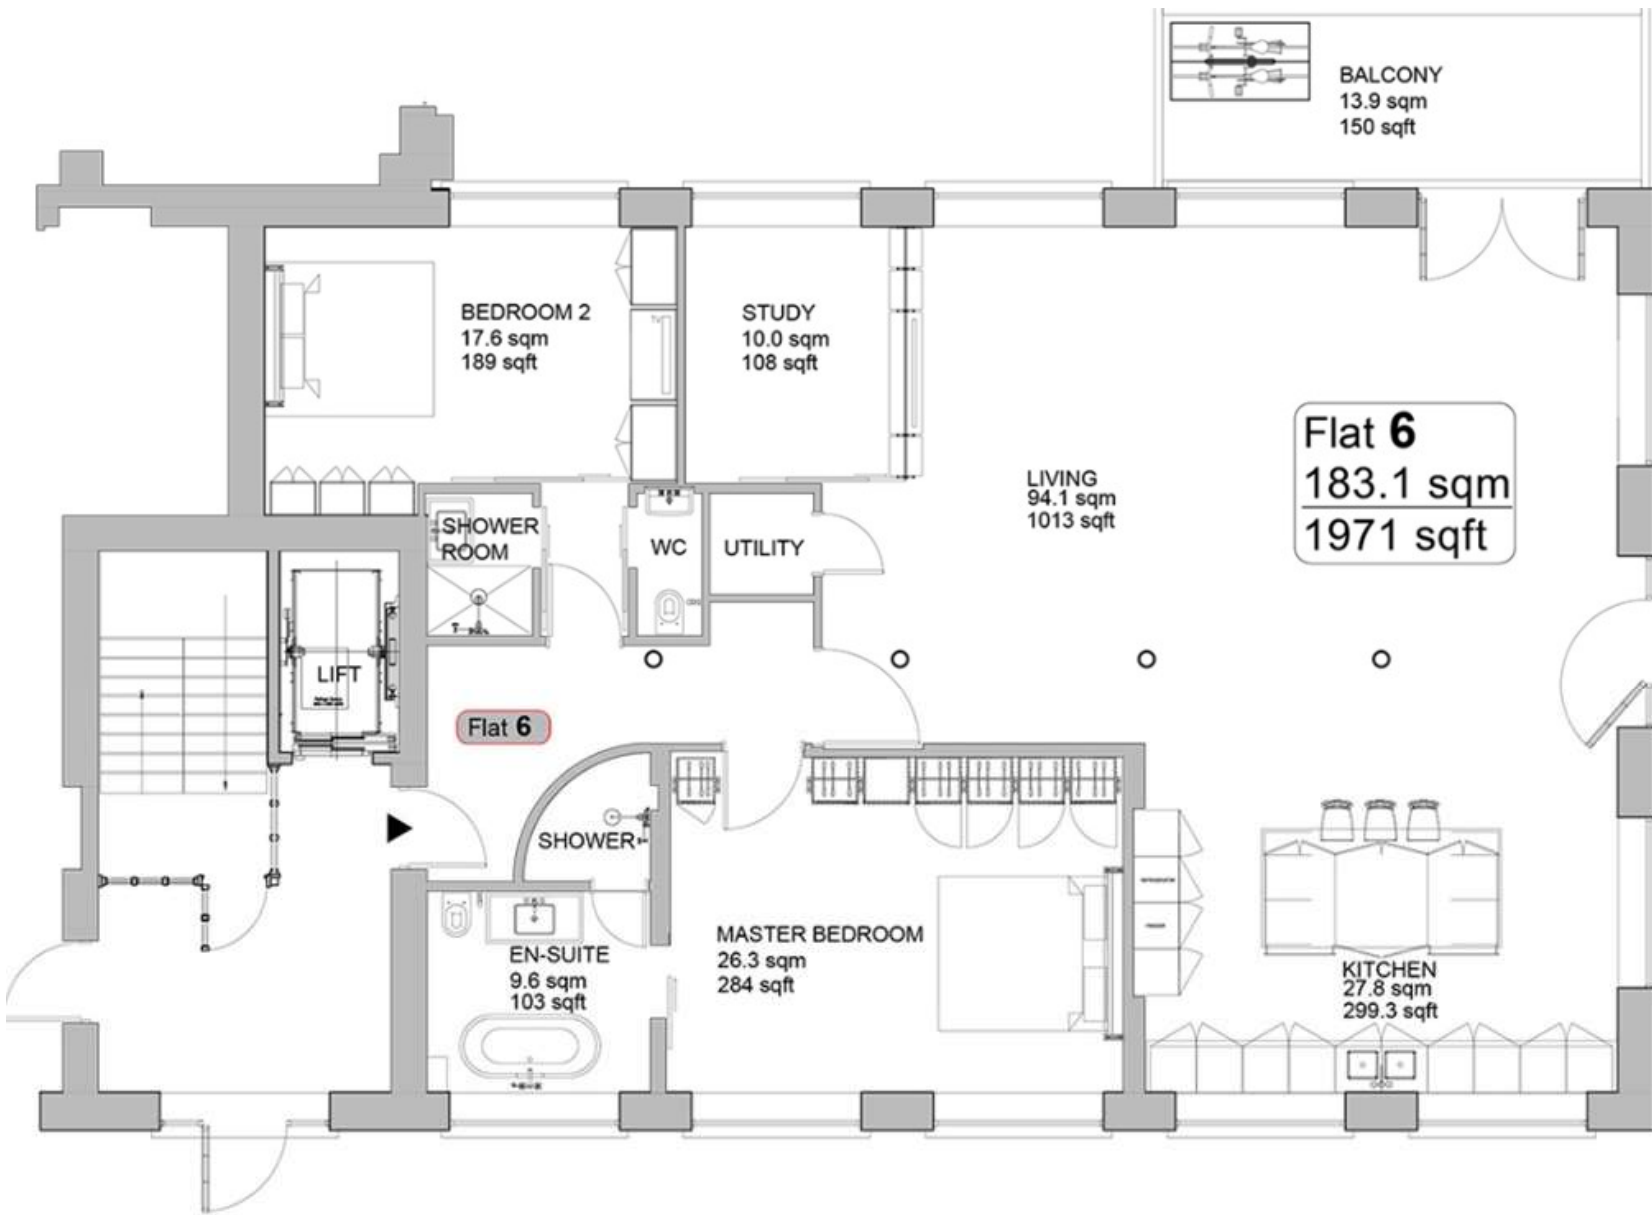 BALCONY
13.9 sqm
150 sqft
BEDROOM 2
17.6 sqm
189 sqft
TV
STUDY
10.0 sqm
108 sqft
LIVING
94.1 sqm
1013 sqft
Flat 6
183.1 sqm
1971 sqft
SHOWER
ROOM
WC
UTILITY
LIFT
Flat 6
SHOWER
MASTER BEDROOM
26.3 sqm
284 sqft
EN-SUITE
9.6 sqm
103 sqft
KITCHEN
27.8 sqm
299.3 sqft